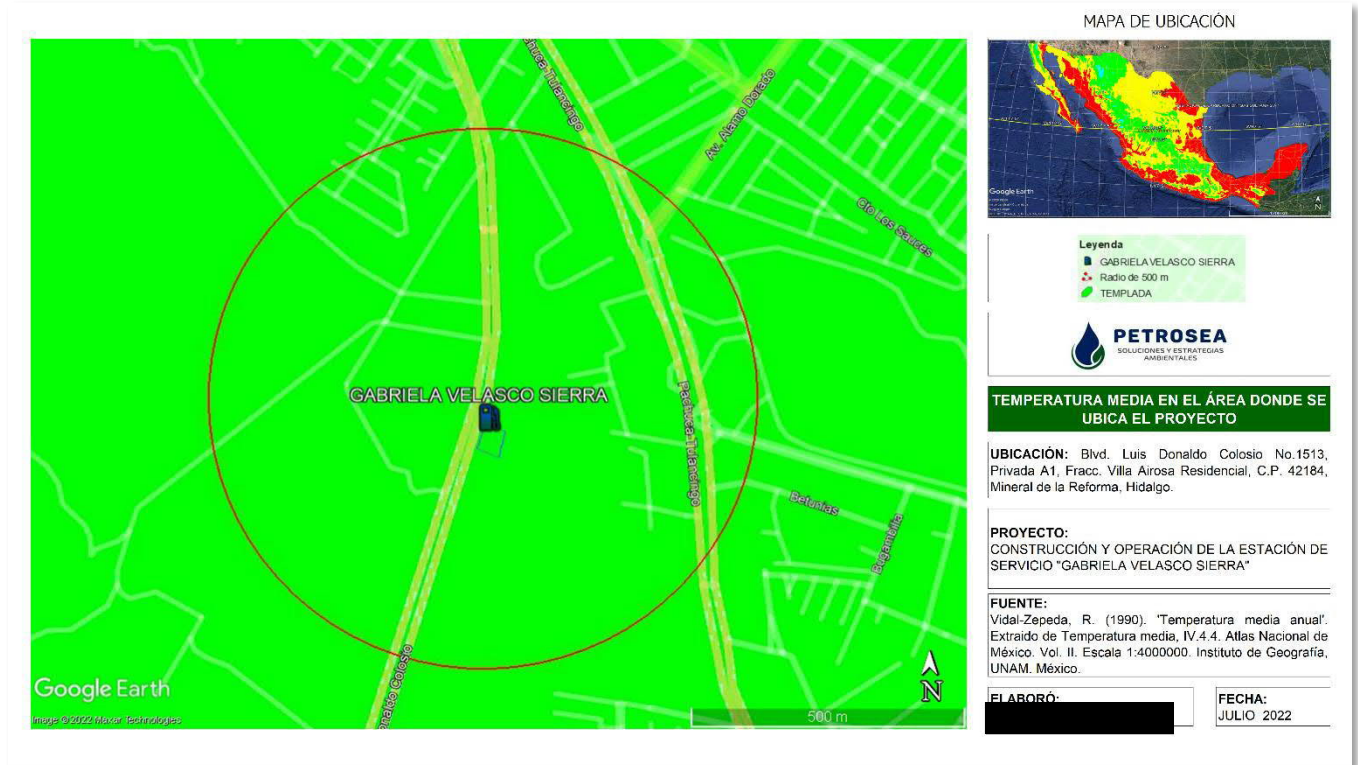 MAPA DE UBICACIÓN
Pachuca-Tulancingo
Av. Alamo Dorado
Cto Los Sauces
GABRIELA VELASCO SIERRA
Pachuca-Tulancingo
Betunias
Bugambilia
Donaldo Colosio
Google Earth
Image © 2022 Maxar Technologies
500 m
N
Google Earth
N
Leyenda
GABRIELA VELASCO SIERRA
Radio de 500 m
TEMPLADA
PETROSEA
SOLUCIONES Y ESTRATEGIAS
AMBIENTALES
TEMPERATURA MEDIA EN EL ÁREA DONDE SE
UBICA EL PROYECTO
UBICACIÓN: Blvd. Luis Donaldo Colosio No.1513,
Privada A1, Fracc. Villa Airosa Residencial, C.P. 42184,
Mineral de la Reforma, Hidalgo.
PROYECTO:
CONSTRUCCIÓN Y OPERACIÓN DE LA ESTACIÓN DE
SERVICIO "GABRIELA VELASCO SIERRA"
FUENTE:
Vidal-Zepeda, R. (1990). 'Temperatura media anual'.
Extraido de Temperatura media, IV.4.4. Atlas Nacional de
México. Vol. II. Escala 1:4000000. Instituto de Geografía,
UNAM. México.
ELABORÓ:
FECHA:
JULIO 2022